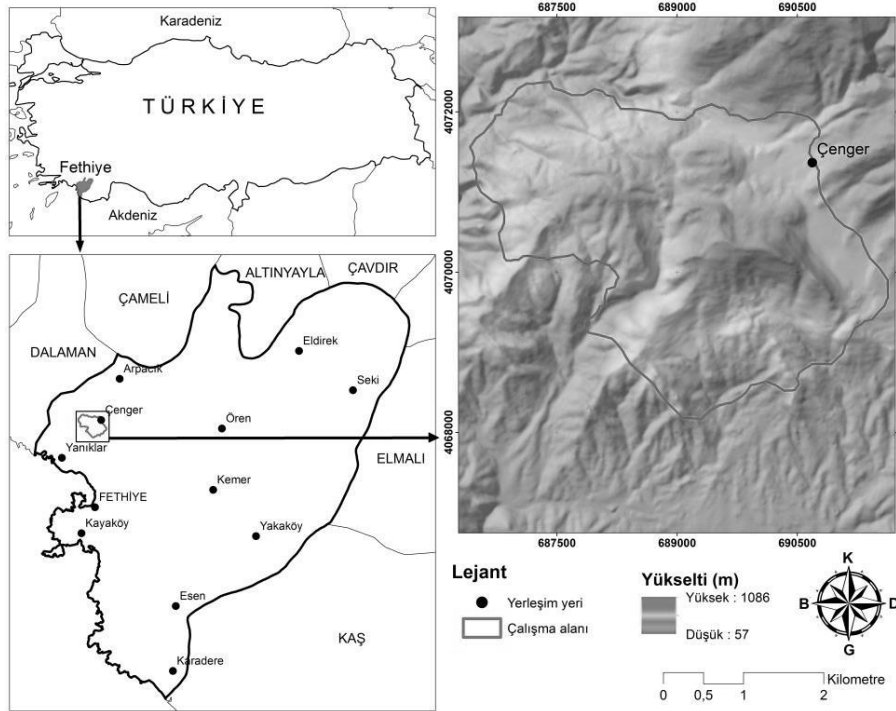 Karadeniz
TÜRKİYE
Fethiye
Akdeniz
ÇAMELİ
ALTINYAYLA
ÇAVDIR
DALAMAN
Eldirek
Arpacık
Seki
Çenger
Ören
Yanıklar
ELMALI
Kemer
FETHİYE
Kayaköy
Yakaköy
Esen
KAŞ
Karadere
687500 689000 690500
4072000
Çenger
4070000
4068000
687500 689000 690500
Lejant
Yerleşim yeri
Çalışma alanı
Yükselti (m)
Yüksek : 1086
Düşük : 57
K
B D
G
Kilometre
0 0,5 1 2